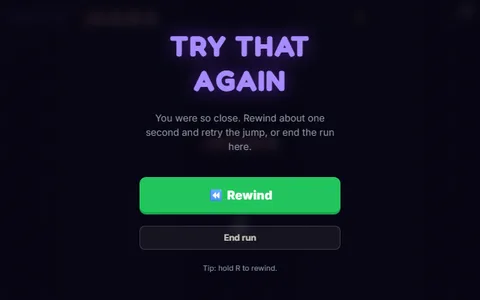 TRY THAT
AGAIN
You were so close. Rewind about one
second and retry the jump, or end the run
here.
⏪ Rewind
End run
Tip: hold R to rewind.